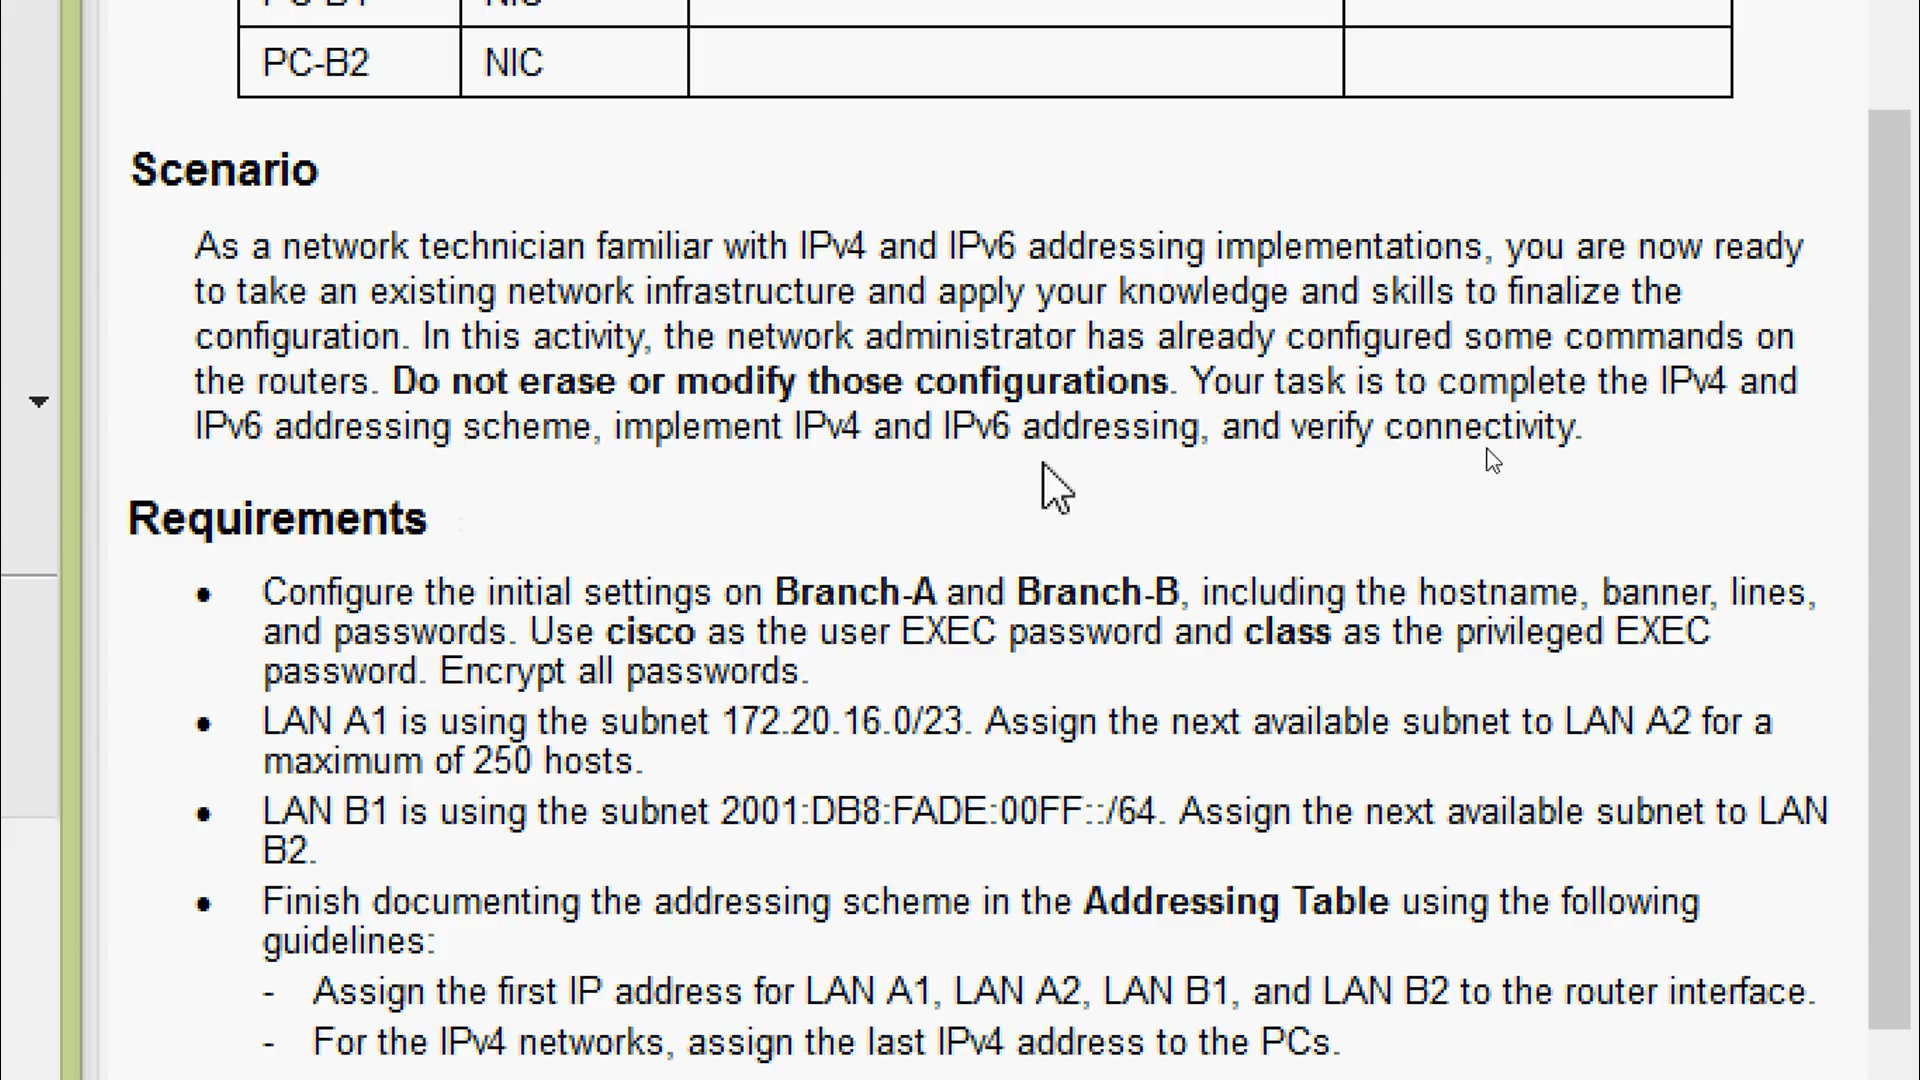 PC-B1 NIC
PC-B2 NIC
Scenario
As a network technician familiar with IPv4 and IPv6 addressing implementations, you are now ready
to take an existing network infrastructure and apply your knowledge and skills to finalize the
configuration. In this activity, the network administrator has already configured some commands on
the routers. Do not erase or modify those configurations. Your task is to complete the IPv4 and
IPv6 addressing scheme, implement IPv4 and IPv6 addressing, and verify connectivity.
Requirements
• Configure the initial settings on Branch-A and Branch-B, including the hostname, banner, lines,
and passwords. Use cisco as the user EXEC password and class as the privileged EXEC
password. Encrypt all passwords.
• LAN A1 is using the subnet 172.20.16.0/23. Assign the next available subnet to LAN A2 for a
maximum of 250 hosts.
• LAN B1 is using the subnet 2001:DB8:FADE:00FF::/64. Assign the next available subnet to LAN
B2.
• Finish documenting the addressing scheme in the Addressing Table using the following
guidelines:
- Assign the first IP address for LAN A1, LAN A2, LAN B1, and LAN B2 to the router interface.
- For the IPv4 networks, assign the last IPv4 address to the PCs.